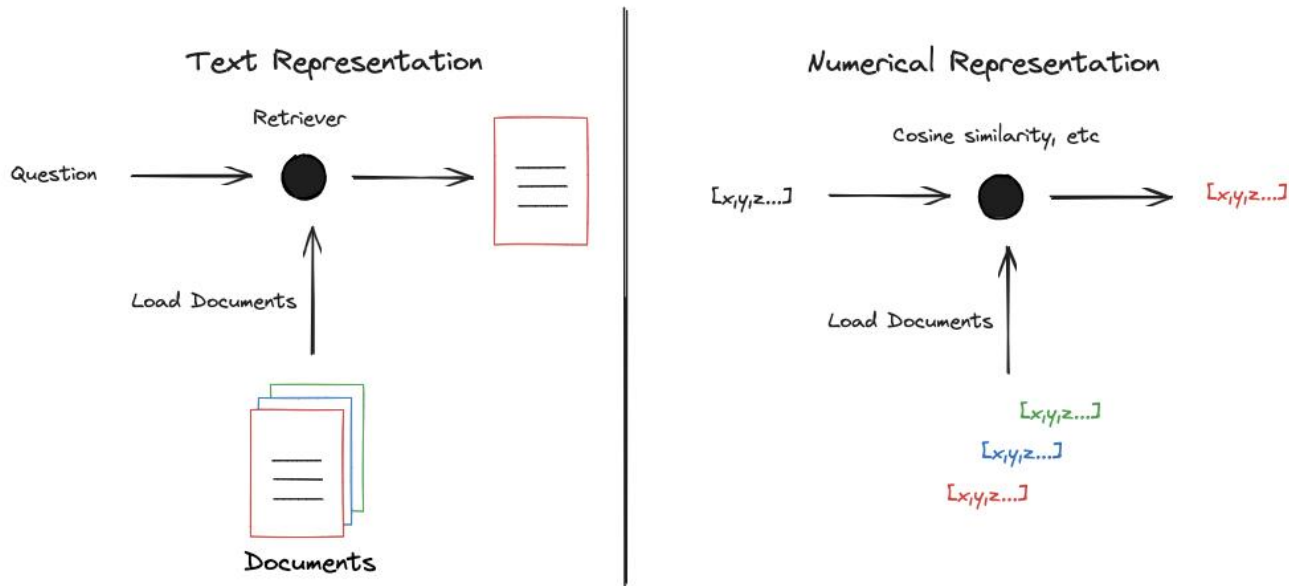 Text Representation
Retriever
Question
Load Documents
Documents
Numerical Representation
Cosine similarity, etc
[x,y,z...]
[x,y,z...]
Load Documents
[x,y,z...]
[x,y,z...]
[x,y,z...]